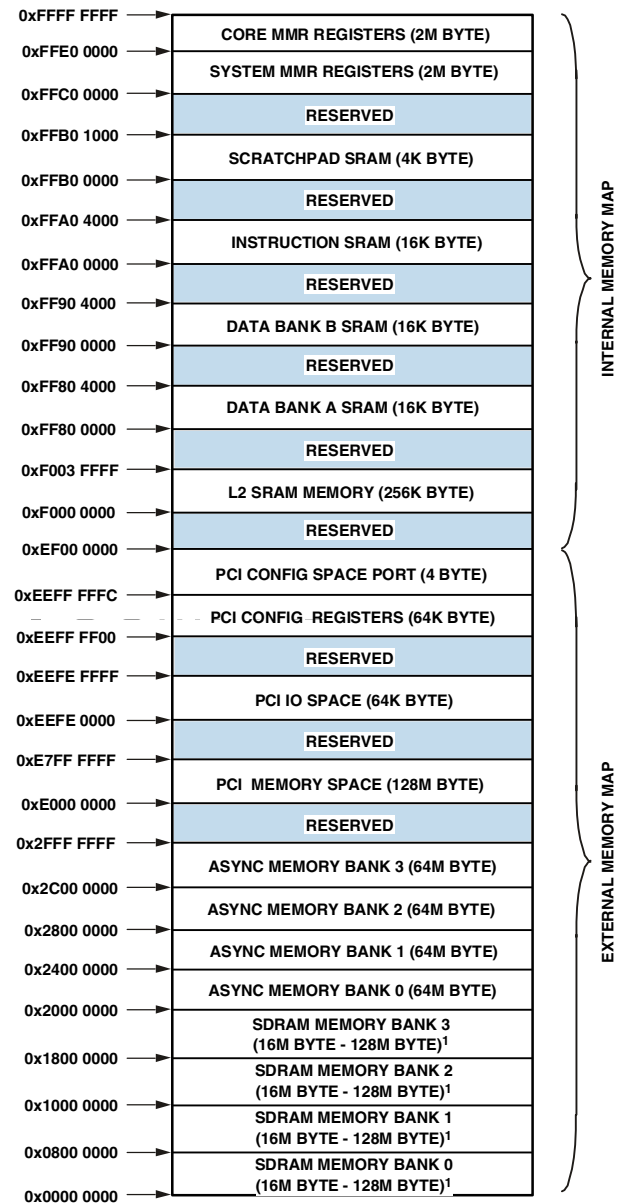 0xFFFF FFFF
CORE MMR REGISTERS (2M BYTE)
0xFFE0 0000
SYSTEM MMR REGISTERS (2M BYTE)
0xFFC0 0000
RESERVED
0xFFB0 1000
SCRATCHPAD SRAM (4K BYTE)
0xFFB0 0000
RESERVED
0xFFA0 4000
INSTRUCTION SRAM (16K BYTE)
0xFFA0 0000
RESERVED
0xFF90 4000
DATA BANK B SRAM (16K BYTE)
0xFF90 0000
RESERVED
0xFF80 4000
DATA BANK A SRAM (16K BYTE)
0xFF80 0000
RESERVED
0xF003 FFFF
L2 SRAM MEMORY (256K BYTE)
0xF000 0000
RESERVED
0xEF00 0000
INTERNAL MEMORY MAP
PCI CONFIG SPACE PORT (4 BYTE)
0xEEFF FFFC
PCI CONFIG REGISTERS (64K BYTE)
0xEEFF FF00
RESERVED
0xEEFE FFFF
PCI IO SPACE (64K BYTE)
0xEEFE 0000
RESERVED
0xE7FF FFFF
PCI MEMORY SPACE (128M BYTE)
0xE000 0000
RESERVED
0x2FFF FFFF
ASYNC MEMORY BANK 3 (64M BYTE)
0x2C00 0000
ASYNC MEMORY BANK 2 (64M BYTE)
0x2800 0000
ASYNC MEMORY BANK 1 (64M BYTE)
0x2400 0000
ASYNC MEMORY BANK 0 (64M BYTE)
0x2000 0000
SDRAM MEMORY BANK 3
(16M BYTE - 128M BYTE)¹
0x1800 0000
SDRAM MEMORY BANK 2
(16M BYTE - 128M BYTE)¹
0x1000 0000
SDRAM MEMORY BANK 1
(16M BYTE - 128M BYTE)¹
0x0800 0000
SDRAM MEMORY BANK 0
(16M BYTE - 128M BYTE)¹
0x0000 0000
EXTERNAL MEMORY MAP